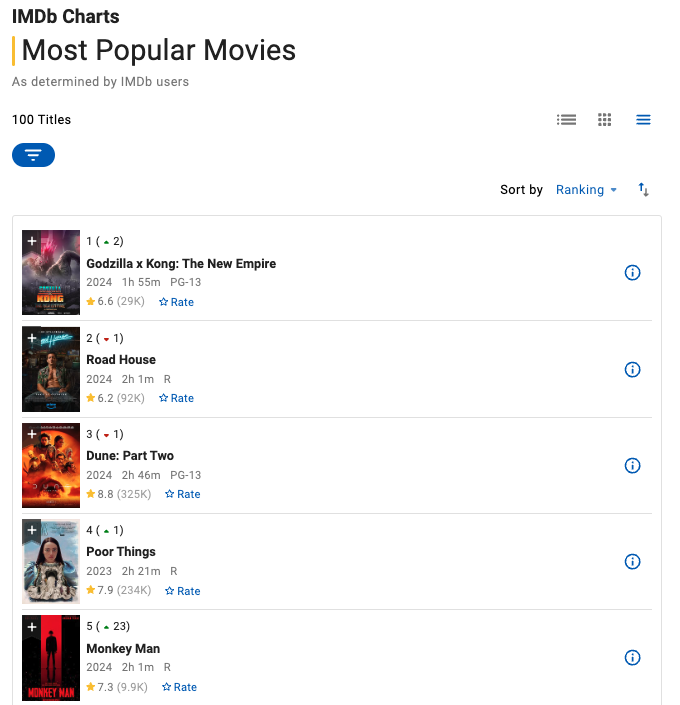 IMDb Charts
Most Popular Movies
As determined by IMDb users
100 Titles
Sort by Ranking
1 ( 2)
Godzilla x Kong: The New Empire
2024 1h 55m PG-13
6.6 (29K) Rate
2 ( 1)
Road House
2024 2h 1m R
6.2 (92K) Rate
3 ( 1)
Dune: Part Two
2024 2h 46m PG-13
8.8 (325K) Rate
4 ( 1)
Poor Things
2023 2h 21m R
7.9 (234K) Rate
5 ( 23)
Monkey Man
2024 2h 1m R
7.3 (9.9K) Rate
KONG
MONKEY MAN